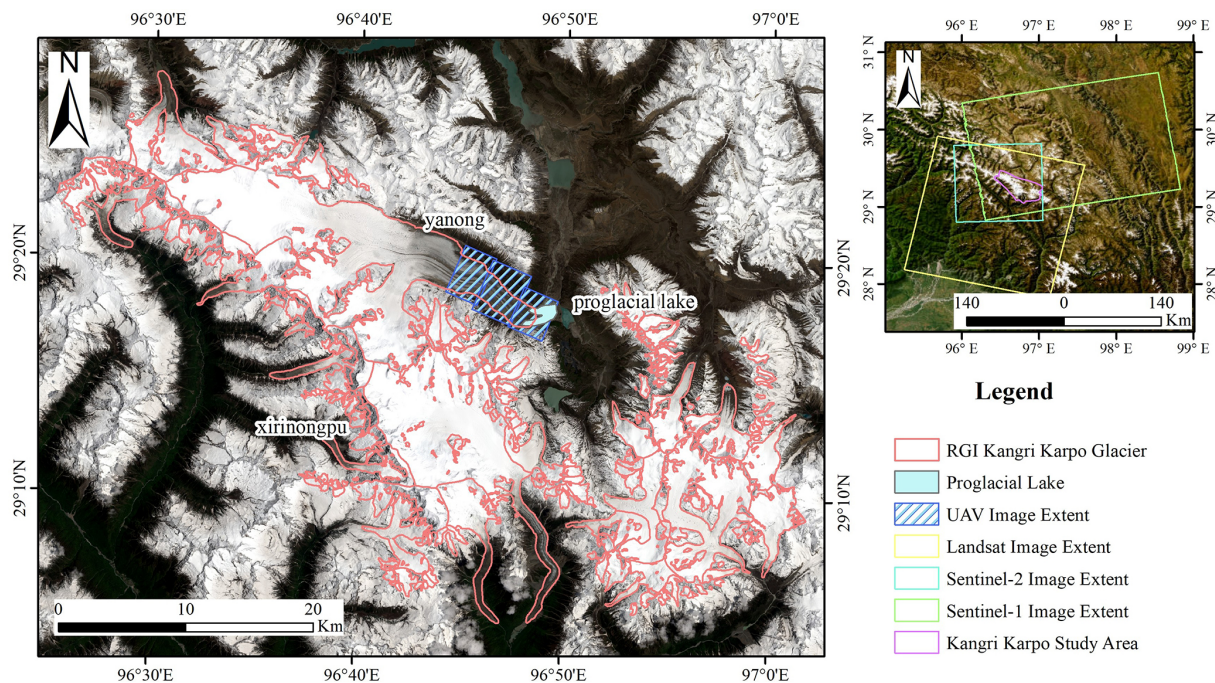 96°30'E 96°40'E 96°50'E 97°0'E
N
29°20'N
29°10'N
yanong
proglacial lake
xirinongpu
0 10 20
Km
29°20'N
29°10'N
96°30'E 96°40'E 96°50'E 97°0'E
96° E 97° E 98° E 99° E
N
31° N
30° N
29° N
28° N
30° N
29° N
28° N
140 0 140
Km
96° E 97° E 98° E 99° E
Legend
RGI Kangri Karpo Glacier
Proglacial Lake
UAV Image Extent
Landsat Image Extent
Sentinel-2 Image Extent
Sentinel-1 Image Extent
Kangri Karpo Study Area